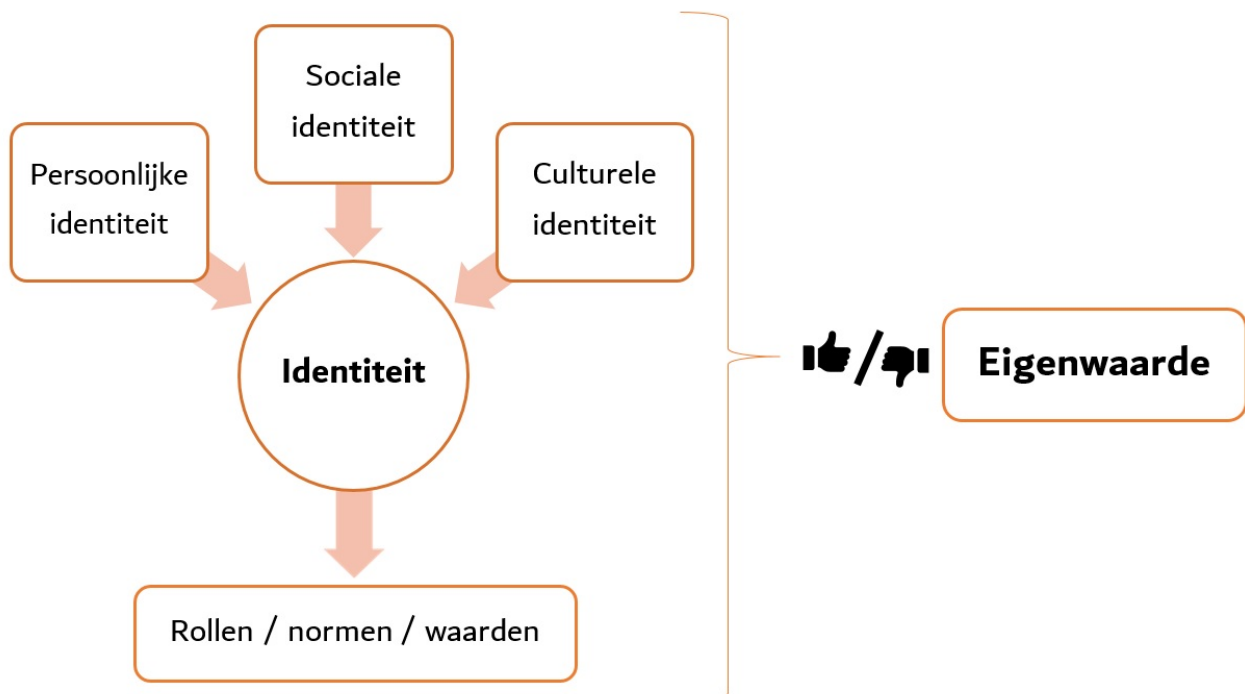 Sociale
identiteit
Persoonlijke
identiteit
Culturele
identiteit
Identiteit
/
Eigenwaarde
Rollen / normen / waarden